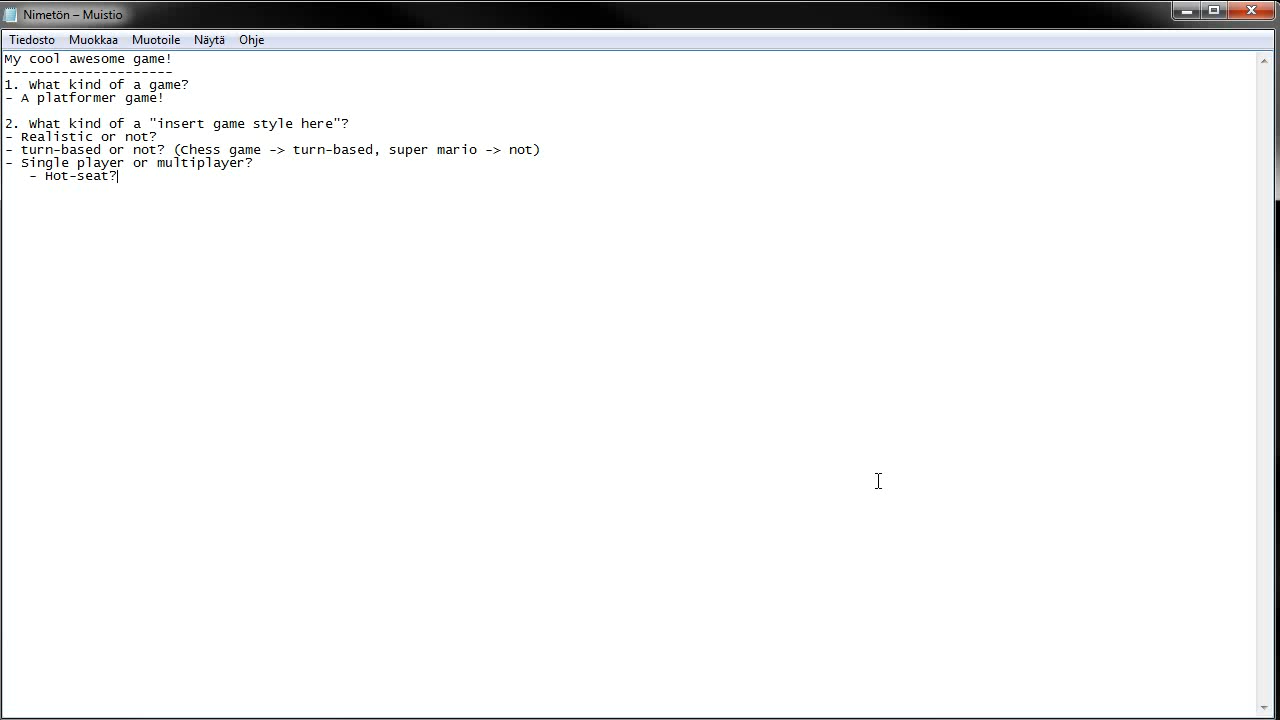 Nimetön – Muistio
Tiedosto Muokkaa Muotoile Näytä Ohje
My cool awesome game!
---------------------
1. What kind of a game?
- A platformer game!

2. What kind of a "insert game style here"?
- Realistic or not?
- turn-based or not? (Chess game -> turn-based, super mario -> not)
- Single player or multiplayer?
   - Hot-seat?